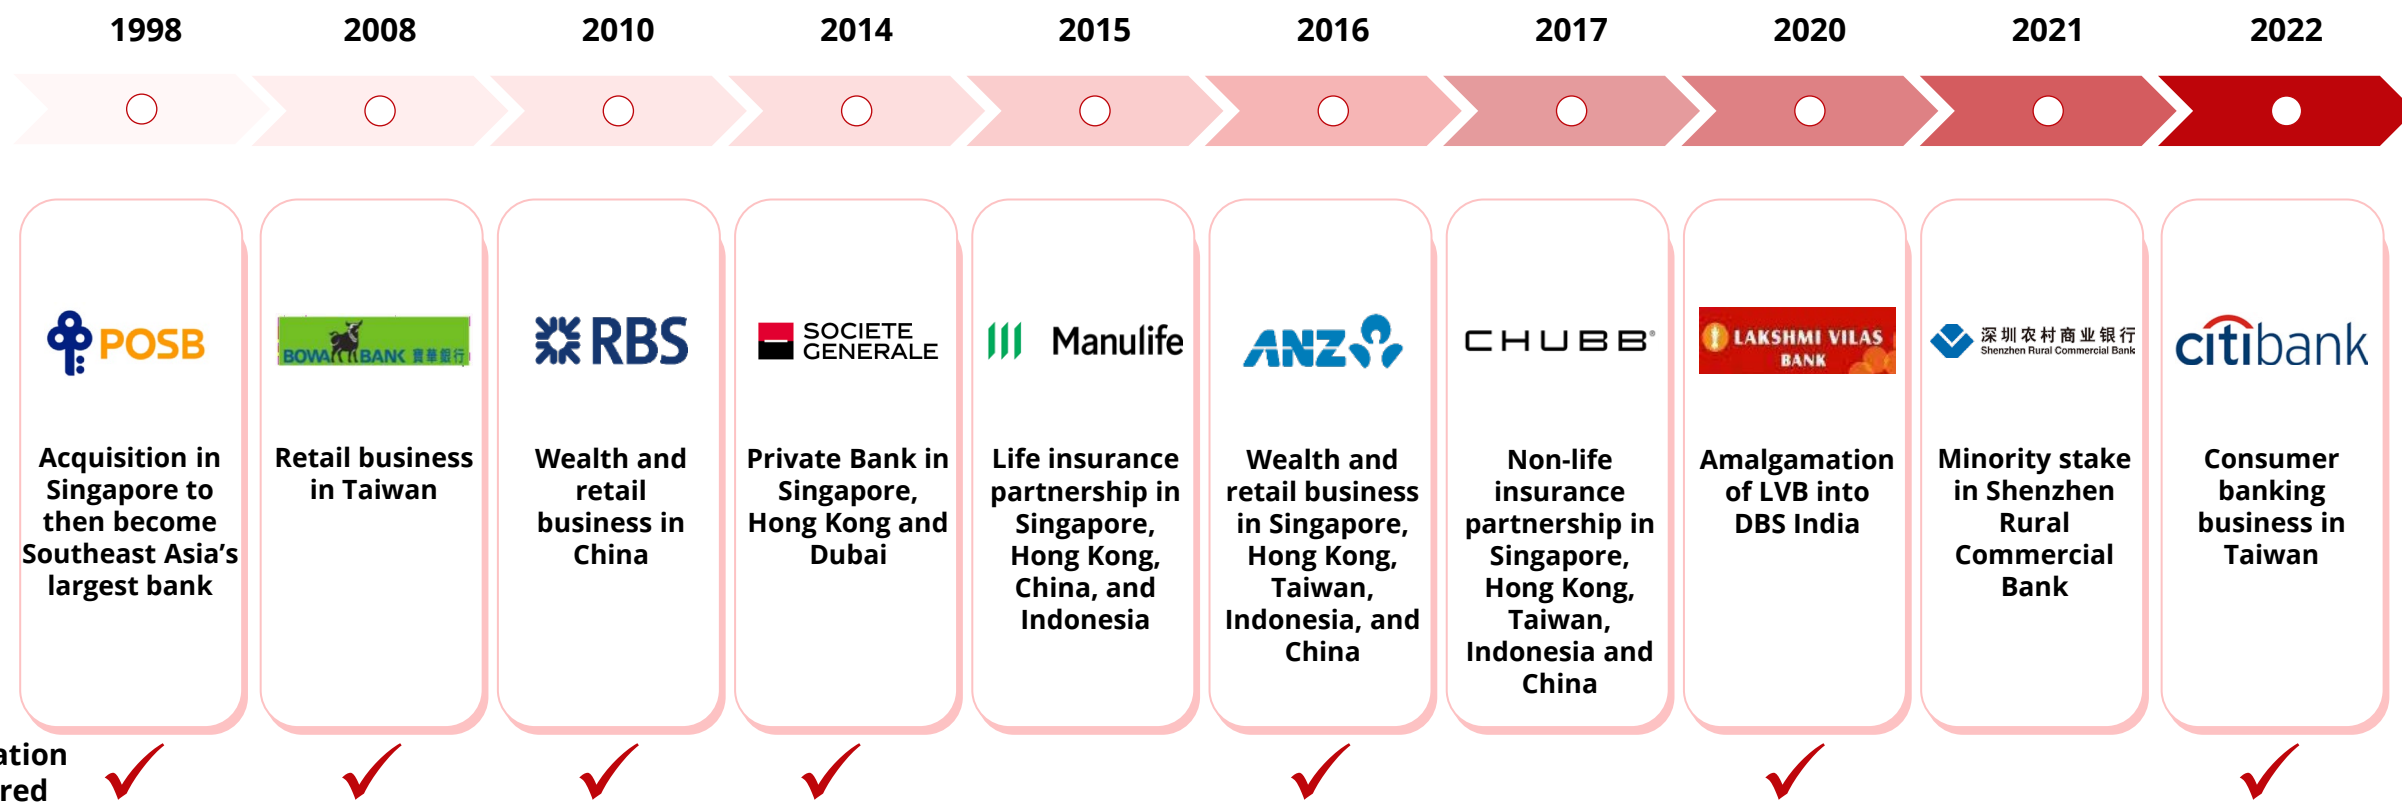 1998
2008
2010
2014
2015
2016
2017
2020
2021
2022
POSB
BOWA BANK 寶華銀行
RBS
SOCIETE
GENERALE
Manulife
ANZ
CHUBB®
LAKSHMI VILAS
BANK
深圳农村商业银行
Shenzhen Rural Commercial Bank
citibank
Acquisition in
Singapore to
then become
Southeast Asia’s
largest bank
Retail business
in Taiwan
Wealth and
retail
business in
China
Private Bank in
Singapore,
Hong Kong and
Dubai
Life insurance
partnership in
Singapore,
Hong Kong,
China, and
Indonesia
Wealth and
retail business
in Singapore,
Hong Kong,
Taiwan,
Indonesia, and
China
Non-life
insurance
partnership in
Singapore,
Hong Kong,
Taiwan,
Indonesia and
China
Amalgamation
of LVB into
DBS India
Minority stake
in Shenzhen
Rural
Commercial
Bank
Consumer
banking
business in
Taiwan
ation
red